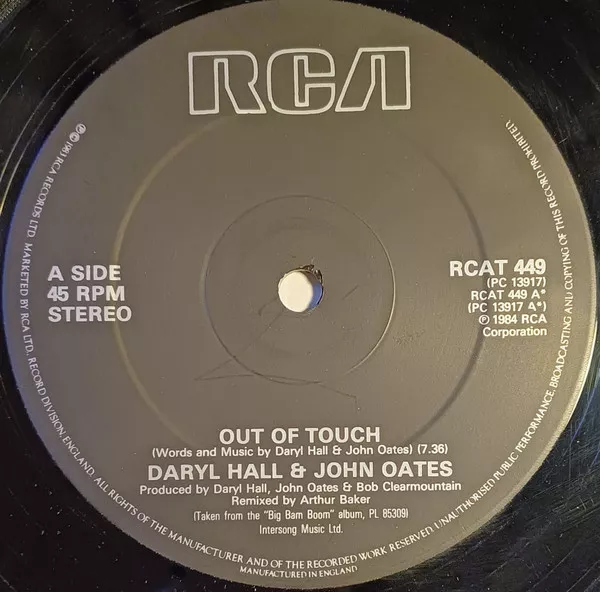 RCA
A SIDE
45 RPM
STEREO
RCAT 449
(PC 13917)
RCAT 449 A*
(PC 13917 A*)
℗ 1984 RCA
Corporation
OUT OF TOUCH
(Words and Music by Daryl Hall & John Oates) (7.36)
DARYL HALL & JOHN OATES
Produced by Daryl Hall, John Oates & Bob Clearmountain
Remixed by Arthur Baker
(Taken from the "Big Bam Boom" album, PL 85309)
Intersong Music Ltd.
℗©1983 RCA RECORDS LTD. MARKETED BY RCA LTD. RECORD DIVISION ENGLAND. ALL RIGHTS OF THE MANUFACTURER AND OF THE RECORDED WORK RESERVED. UNAUTHORISED PUBLIC PERFORMANCE, BROADCASTING AND COPYING OF THIS RECORD PROHIBITED.
MANUFACTURED IN ENGLAND